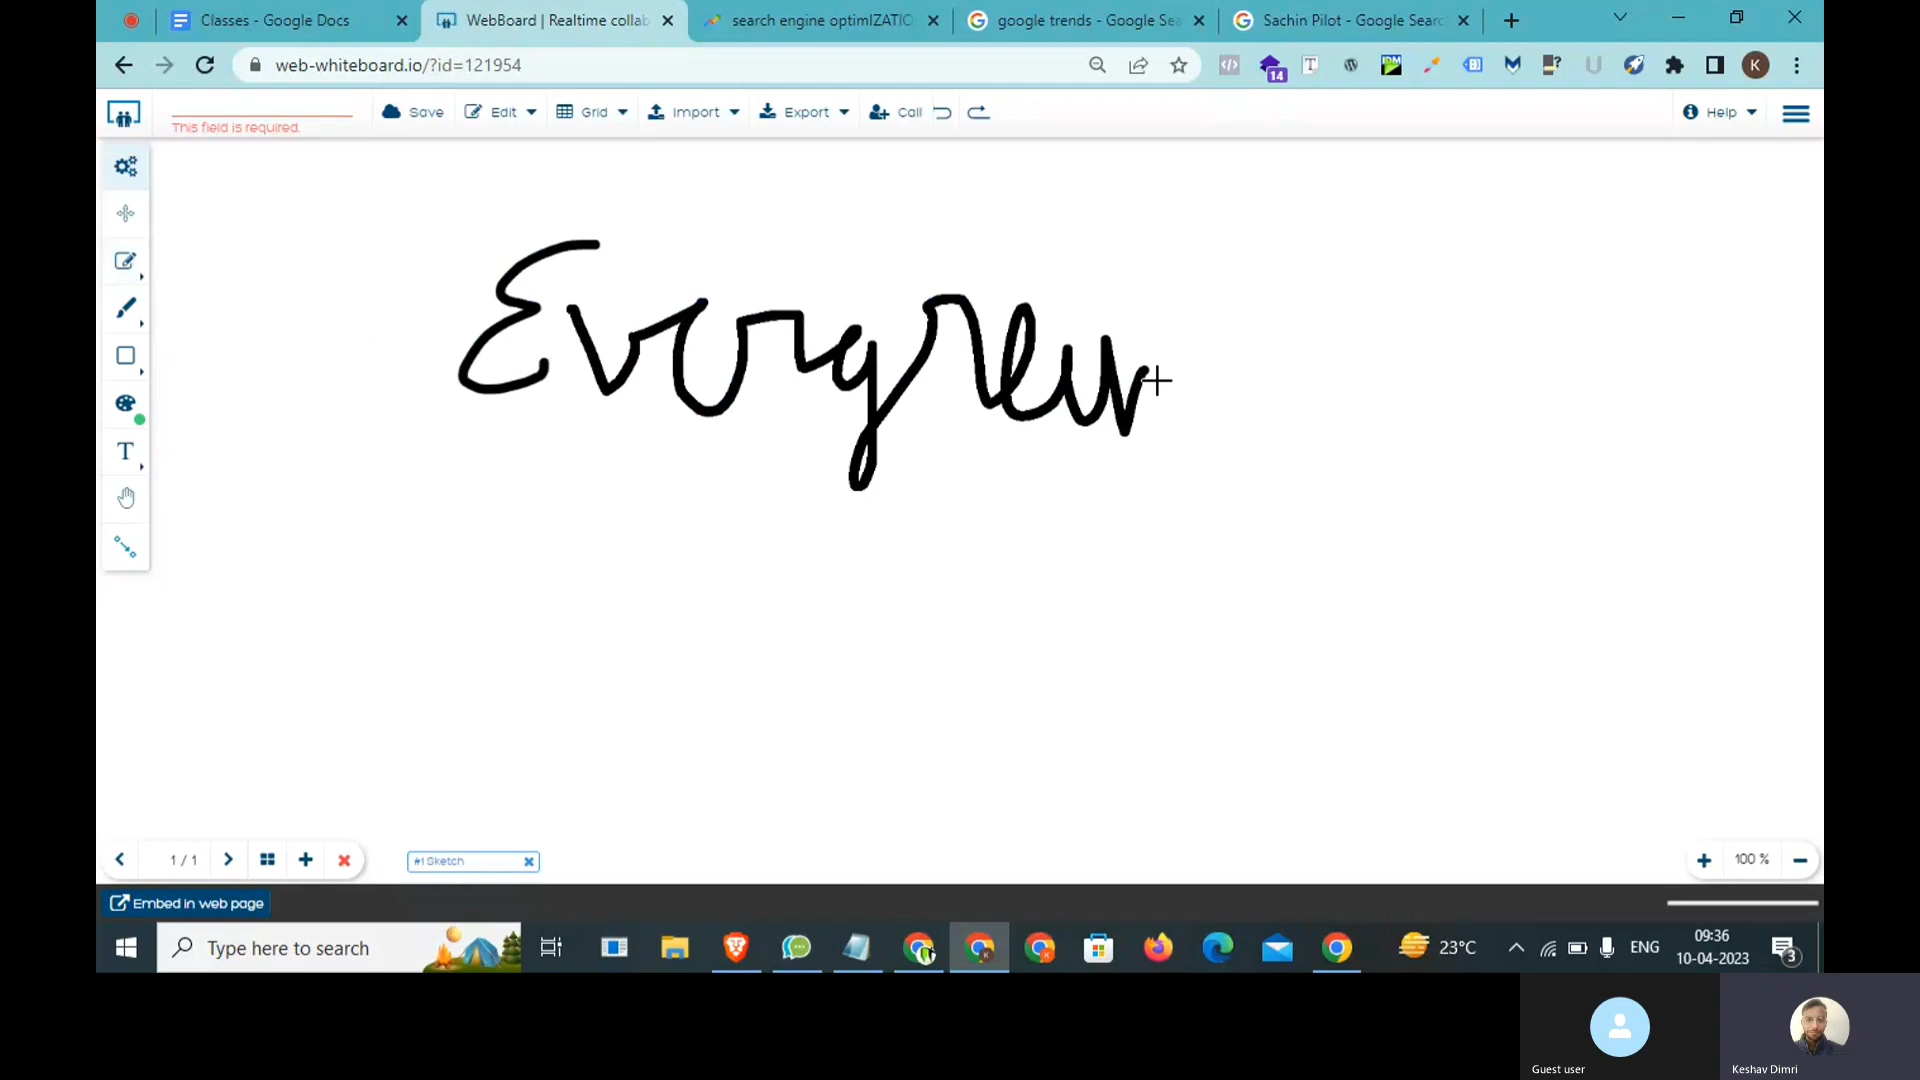 Classes - Google Docs
WebBoard | Realtime collab
search engine optimIZATIO
google trends - Google Sea
Sachin Pilot - Google Searc
web-whiteboard.io/?id=121954
14
K
This field is required.
Save
Edit
Grid
Import
Export
Call
Help
T
Evergreen
1 / 1
#1 Sketch
100 %
Embed in web page
Type here to search
23°C
ENG
09:36
10-04-2023
3
Guest user
Keshav Dimri